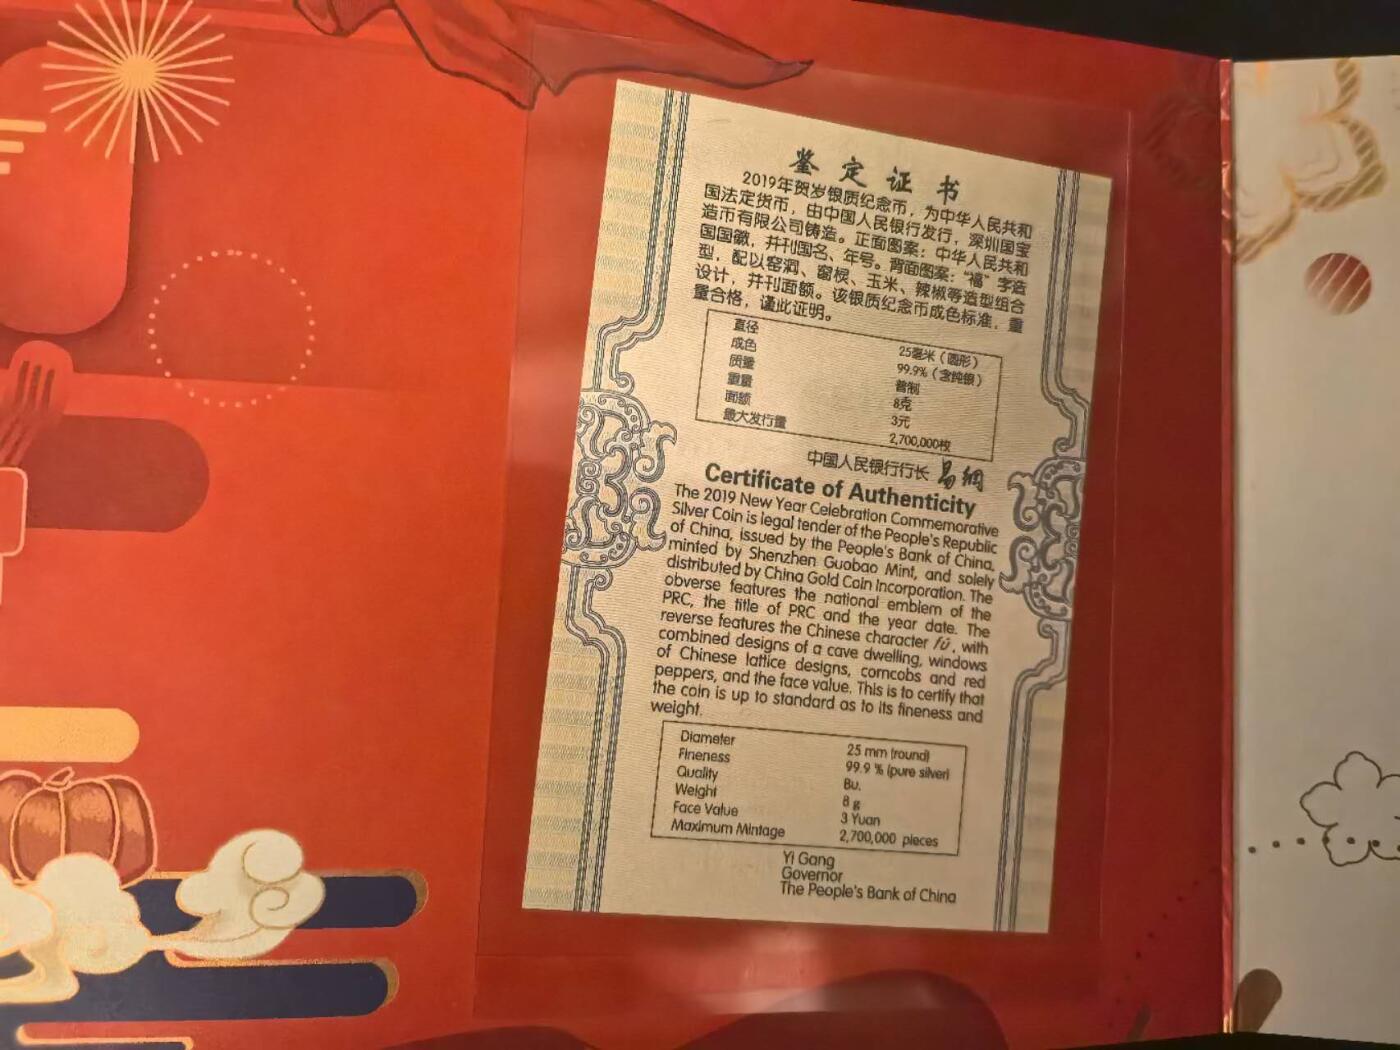 鉴定证书
2019年贺岁银质纪念币，为中华人民共和
国法定货币，由中国人民银行发行，深圳国宝
造币有限公司铸造。正面图案：中华人民共和
国国徽，并刊国名、年号。背面图案：“福”字造
型，配以窑洞、窗棂、玉米、辣椒等造型组合
设计，并刊面额。该银质纪念币成色标准，重
量合格，谨此证明。
直径 25毫米（圆形）
成色 99.9%（含纯银）
质量 普制
重量 8克
面额 3元
最大发行量 2,700,000枚
中国人民银行行长 易纲
Certificate of Authenticity
The 2019 New Year Celebration Commemorative
Silver Coin is legal tender of the People's Republic
of China, issued by the People's Bank of China,
minted by Shenzhen Guobao Mint, and solely
distributed by China Gold Coin Incorporation. The
obverse features the national emblem of the
PRC, the title of PRC and the year date. The
reverse features the Chinese character fú, with
combined designs of a cave dwelling, windows
of Chinese lattice designs, corncobs and red
peppers, and the face value. This is to certify that
the coin is up to standard as to its fineness and
weight.
Diameter 25 mm (round)
Fineness 99.9 % (pure silver)
Quality Bu.
Weight 8 g
Face Value 3 Yuan
Maximum Mintage 2,700,000 pieces
Yi Gang
Governor
The People's Bank of China